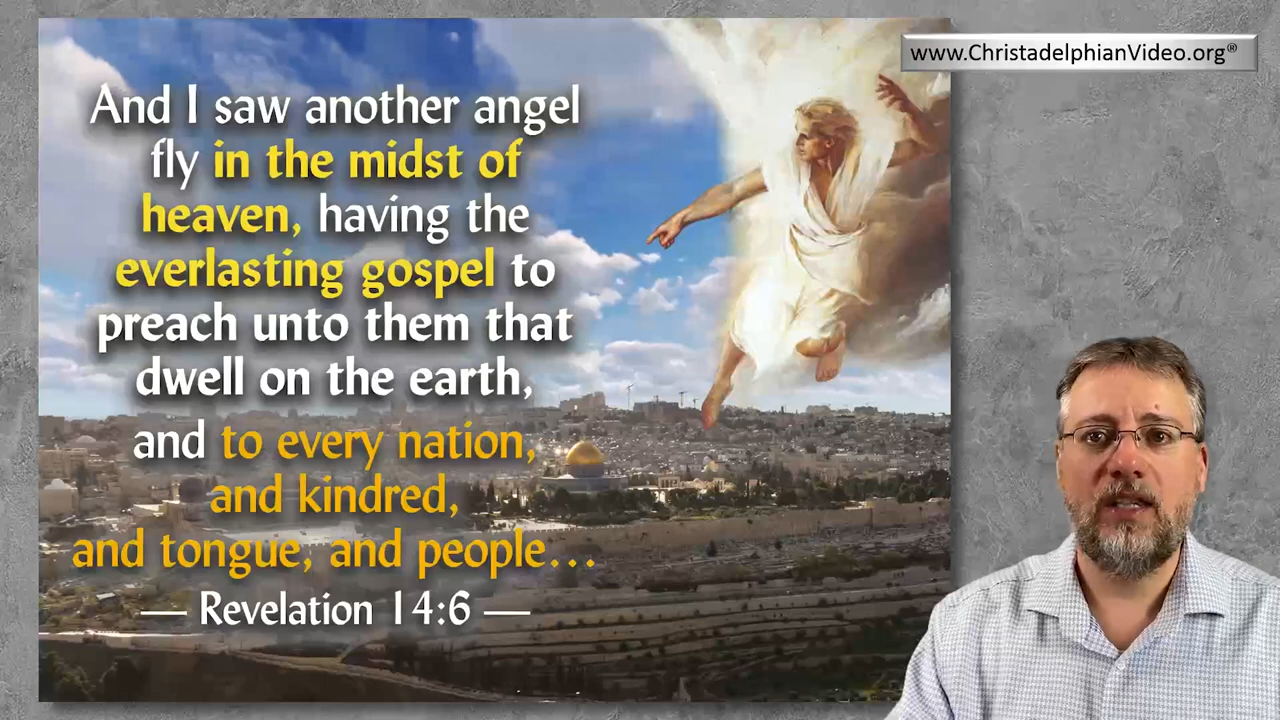 www.ChristadelphianVideo.org®
And I saw another angel
fly in the midst of
heaven, having the
everlasting gospel to
preach unto them that
dwell on the earth,
and to every nation,
and kindred,
and tongue, and people...
— Revelation 14:6 —